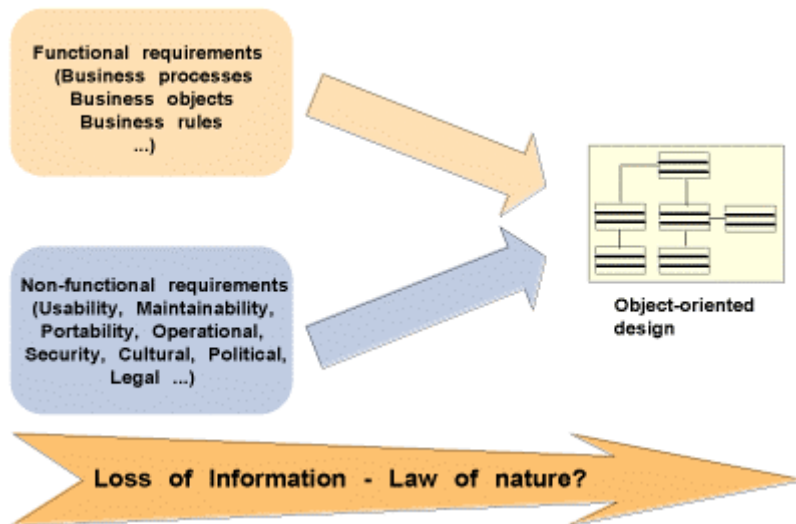 Functional requirements
(Business processes
Business objects
Business rules
...)
Non-functional requirements
(Usability, Maintainability,
Portability, Operational,
Security, Cultural, Political,
Legal ...)
Object-oriented
design
Loss of Information - Law of nature?